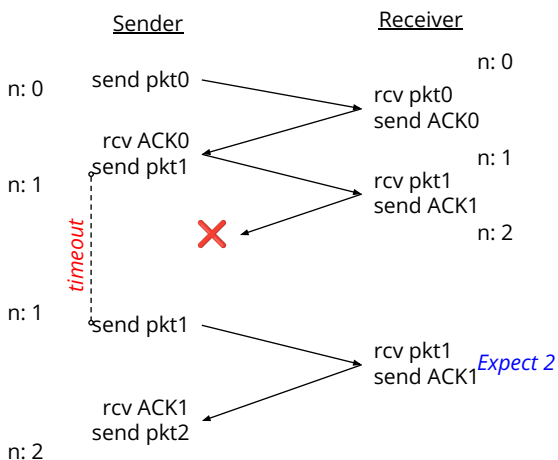 Sender
Receiver
n: 0
n: 0
send pkt0
rcv pkt0
send ACK0
rcv ACK0
send pkt1
n: 1
n: 1
rcv pkt1
send ACK1
n: 2
timeout
n: 1
send pkt1
rcv pkt1
send ACK1
Expect 2
rcv ACK1
send pkt2
n: 2